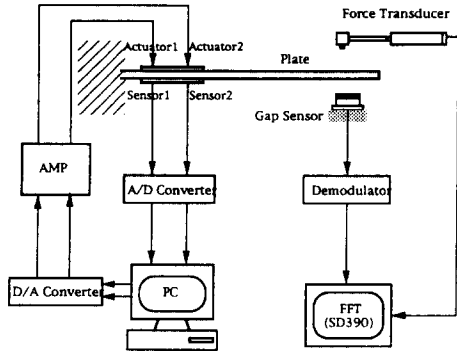 Force Transducer
Actuator1 Actuator2
Plate
Sensor1 Sensor2
Gap Sensor
AMP
A/D Converter
Demodulator
D/A Converter
PC
FFT
(SD390)